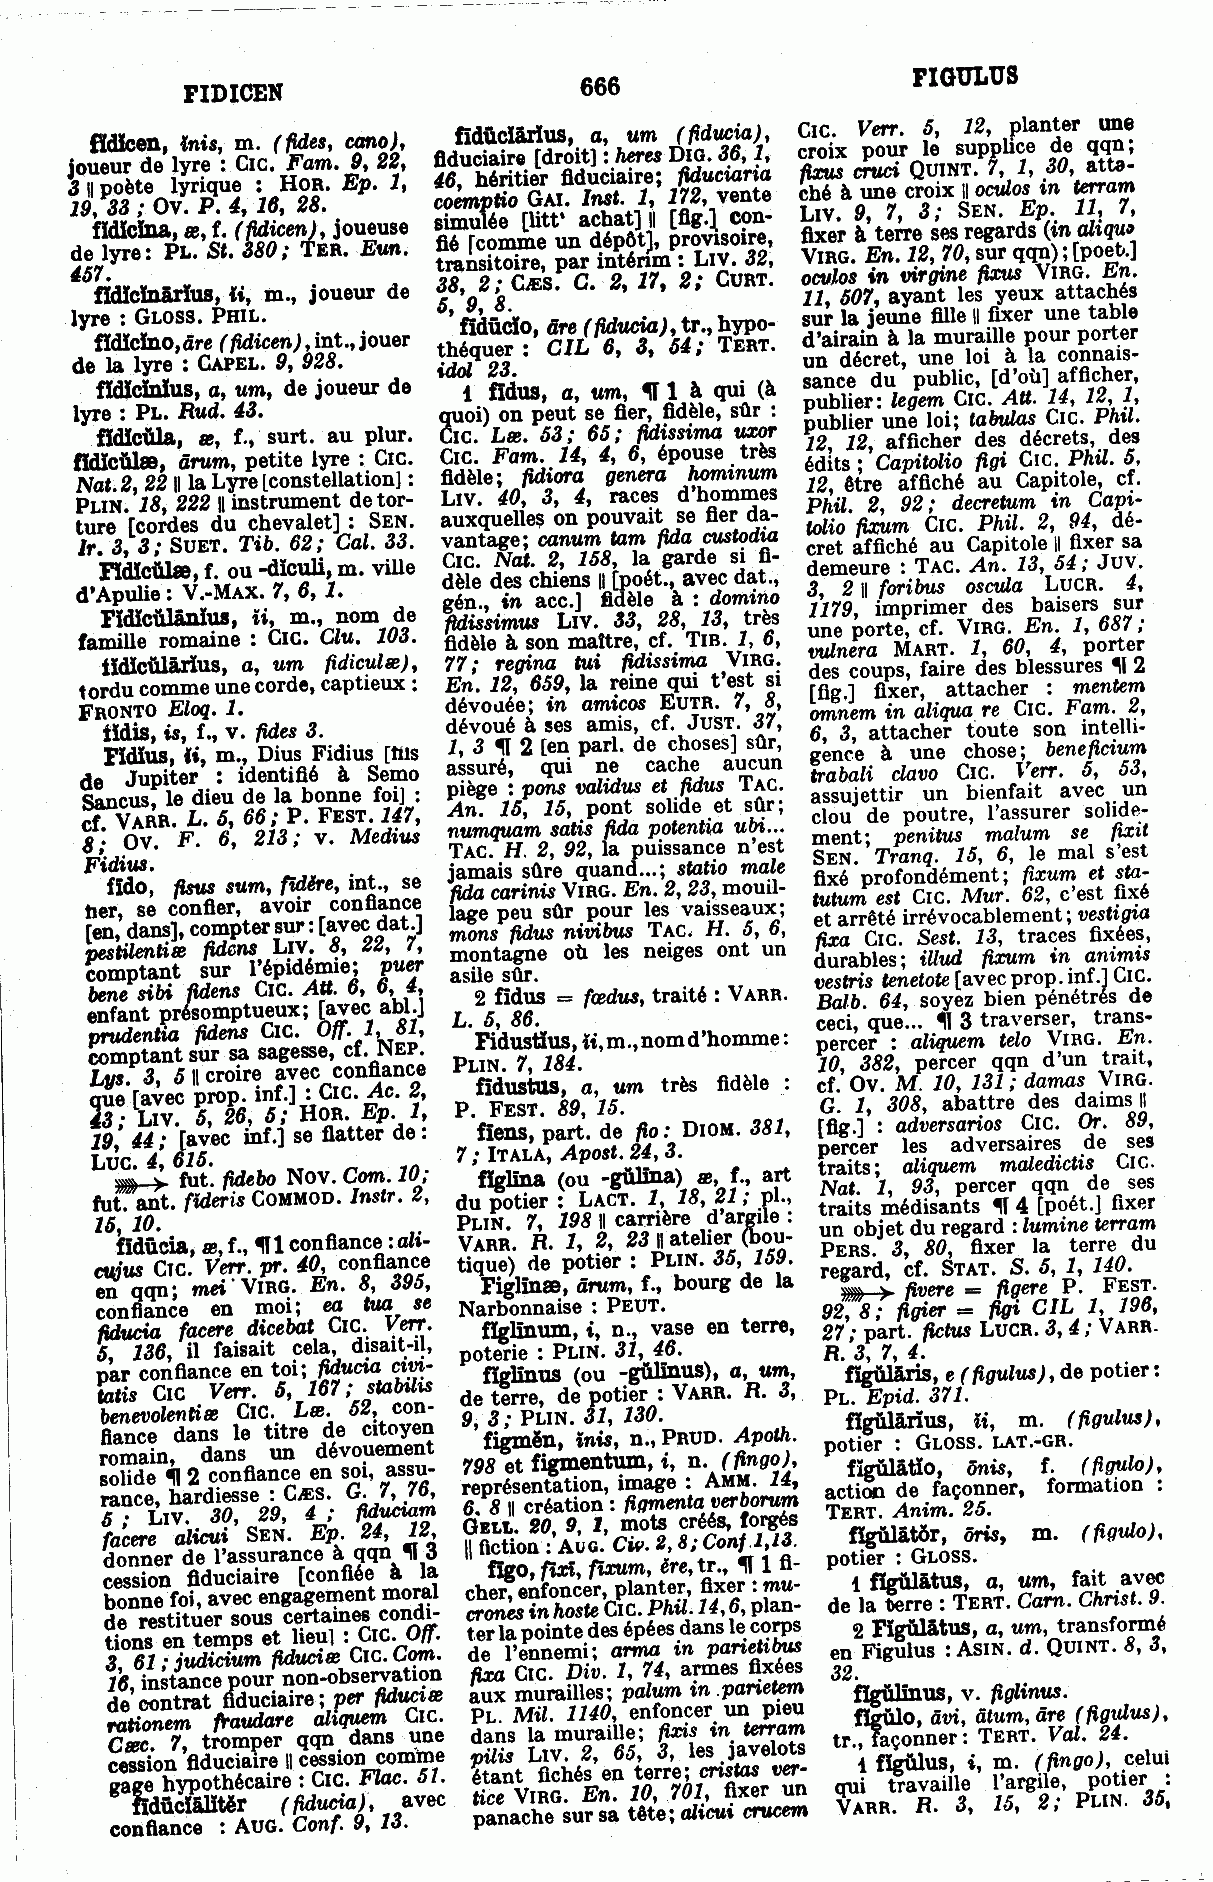 FIDICEN
666
FIGULUS
fĭdĭcen, ĭnis, m. (fides, cano),
joueur de lyre : CIC. Fam. 9, 22,
3 || poète lyrique : HOR. Ep. 1,
19, 33 ; OV. P. 4, 16, 28.
fĭdĭcĭna, æ, f. (fidicen), joueuse
de lyre : PL. St. 380 ; TER. Eun.
457.
fĭdĭcĭnārĭus, ĭi, m., joueur de
lyre : GLOSS. PHIL.
fĭdĭcĭno, āre (fidicen), int., jouer
de la lyre : CAPEL. 9, 928.
fĭdĭcĭnĭus, a, um, de joueur de
lyre : PL. Rud. 43.
fĭdĭcŭla, æ, f., surt. au plur.
fĭdĭcŭlæ, ārum, petite lyre : CIC.
Nat. 2, 22 || la Lyre [constellation] :
PLIN. 18, 222 || instrument de tor-
ture [cordes du chevalet] : SEN.
Ir. 3, 3 ; SUET. Tib. 62 ; Cal. 33.
Fĭdĭcŭlæ, f. ou -dĭculi, m. ville
d'Apulie : V.-MAX. 7, 6, 1.
Fĭdĭcŭlānĭus, ĭi, m., nom de
famille romaine : CIC. Clu. 103.
fĭdĭcŭlārĭus, a, um fidiculæ),
tordu comme une corde, captieux :
FRONTO Eloq. 1.
fĭdis, is, f., v. fides 3.
Fĭdĭus, ĭi, m., Dius Fidius [fils
de Jupiter : identifié à Semo
Sancus, le dieu de la bonne foi] :
cf. VARR. L. 5, 66 ; P. FEST. 147,
8 ; OV. F. 6, 213 ; v. Medius
Fidius.
fīdo, fisus sum, fīdĕre, int., se
fier, se confier, avoir confiance
[en, dans], compter sur : [avec dat.]
pestilentiæ fidens LIV. 8, 22, 7,
comptant sur l'épidémie; puer
bene sibi fidens CIC. Att. 6, 6, 4,
enfant présomptueux; [avec abl.]
prudentia fidens CIC. Off. 1, 81,
comptant sur sa sagesse, cf. NEP.
Lys. 3, 5 || croire avec confiance
que [avec prop. inf.] : CIC. Ac. 2,
43 ; LIV. 5, 26, 5 ; HOR. Ep. 1,
19, 44 ; [avec inf.] se flatter de :
LUC. 4, 615.
fut. fidebo NOV. Com. 10 ;
fut. ant. fideris COMMOD. Instr. 2,
15, 10.
fīdūcia, æ, f., ¶ 1 confiance : ali-
cujus CIC. Verr. pr. 40, confiance
en qqn; mei VIRG. En. 8, 395,
confiance en moi; ea tua se
fiducia facere dicebat CIC. Verr.
5, 136, il faisait cela, disait-il,
par confiance en toi; fiducia civi-
tatis CIC Verr. 5, 167 ; stabilis
benevolentiæ CIC. Læ. 52, con-
fiance dans le titre de citoyen
romain, dans un dévouement
solide ¶ 2 confiance en soi, assu-
rance, hardiesse : CÆS. G. 7, 76,
5 ; LIV. 30, 29, 4 ; fiduciam
facere alicui SEN. Ep. 24, 12,
donner de l'assurance à qqn ¶ 3
cession fiduciaire [confiée à la
bonne foi, avec engagement moral
de restituer sous certaines condi-
tions en temps et lieu] : CIC. Off.
3, 61 ; judicium fiduciæ CIC. Com.
16, instance pour non-observation
de contrat fiduciaire; per fiduciæ
rationem fraudare aliquem CIC.
Cæc. 7, tromper qqn dans une
cession fiduciaire || cession comme
gage hypothécaire : CIC. Flac. 51.
fīdūcĭālĭtĕr (fiducia), avec
confiance : AUG. Conf. 9, 13.
fīdūcĭārĭus, a, um (fiducia),
fiduciaire [droit] : heres DIG. 36, 1,
46, héritier fiduciaire; fiduciaria
coemptio GAI. Inst. 1, 172, vente
simulée [littᵗ achat] || [fig.] con-
fié [comme un dépôt], provisoire,
transitoire, par intérim : LIV. 32,
38, 2 ; CÆS. C. 2, 17, 2 ; CURT.
5, 9, 8.
fīdūcĭo, āre (fiducia), tr., hypo-
théquer : CIL 6, 3, 54 ; TERT.
idol 23.
1 fīdus, a, um, ¶ 1 à qui (à
quoi) on peut se fier, fidèle, sûr :
CIC. Læ. 53 ; 65 ; fidissima uxor
CIC. Fam. 14, 4, 6, épouse très
fidèle; fidiora genera hominum
LIV. 40, 3, 4, races d'hommes
auxquelles on pouvait se fier da-
vantage; canum tam fida custodia
CIC. Nat. 2, 158, la garde si fi-
dèle des chiens || [poét., avec dat.,
gén., in acc.] fidèle à : domino
fidissimus LIV. 33, 28, 13, très
fidèle à son maître, cf. TIB. 1, 6,
77 ; regina tui fidissima VIRG.
En. 12, 659, la reine qui t'est si
dévouée; in amicos EUTR. 7, 8,
dévoué à ses amis, cf. JUST. 37,
1, 3 ¶ 2 [en parl. de choses] sûr,
assuré, qui ne cache aucun
piège : pons validus et fidus TAC.
An. 15, 15, pont solide et sûr;
numquam satis fida potentia ubi...
TAC. H. 2, 92, la puissance n'est
jamais sûre quand...; statio male
fida carinis VIRG. En. 2, 23, mouil-
lage peu sûr pour les vaisseaux;
mons fidus nivibus TAC. H. 5, 6,
montagne où les neiges ont un
asile sûr.
2 fīdus = fœdus, traité : VARR.
L. 5, 86.
Fidustĭus, ĭi, m., nom d'homme :
PLIN. 7, 184.
fīdustus, a, um très fidèle :
P. FEST. 89, 15.
fīens, part. de fio : DIOM. 381,
7 ; ITALA, Apost. 24, 3.
fĭglīna (ou -gŭlīna) æ, f., art
du potier : LACT. 1, 18, 21 ; pl.,
PLIN. 7, 198 || carrière d'argile :
VARR. R. 1, 2, 23 || atelier (bou-
tique) de potier : PLIN. 35, 159.
Figlīnæ, ārum, f., bourg de la
Narbonnaise : PEUT.
fĭglīnum, i, n., vase en terre,
poterie : PLIN. 31, 46.
fĭglīnus (ou -gŭlīnus), a, um,
de terre, de potier : VARR. R. 3,
9, 3 ; PLIN. 31, 130.
figmĕn, ĭnis, n., PRUD. Apoth.
798 et figmentum, i, n. (fingo),
représentation, image : AMM. 14,
6, 8 || création : figmenta verborum
GELL. 20, 9, 1, mots créés, forgés
|| fiction : AUG. Civ. 2, 8 ; Conf. 1, 13.
fīgo, fīxi, fīxum, ĕre, tr., ¶ 1 fi-
cher, enfoncer, planter, fixer : mu-
crones in hoste CIC. Phil. 14, 6, plan-
ter la pointe des épées dans le corps
de l'ennemi; arma in parietibus
fixa CIC. Div. 1, 74, armes fixées
aux murailles; palum in parietem
PL. Mil. 1140, enfoncer un pieu
dans la muraille; fixis in terram
pilis LIV. 2, 65, 3, les javelots
étant fichés en terre; cristas ver-
tice VIRG. En. 10, 701, fixer un
panache sur sa tête; alicui crucem
CIC. Verr. 5, 12, planter une
croix pour le supplice de qqn;
fixus cruci QUINT. 7, 1, 30, atta-
ché à une croix || oculos in terram
LIV. 9, 7, 3 ; SEN. Ep. 11, 7,
fixer à terre ses regards (in aliquo
VIRG. En. 12, 70, sur qqn); [poet.]
oculos in virgine fixus VIRG. En.
11, 507, ayant les yeux attachés
sur la jeune fille || fixer une table
d'airain à la muraille pour porter
un décret, une loi à la connais-
sance du public, [d'où] afficher,
publier : legem CIC. Att. 14, 12, 1,
publier une loi; tabulas CIC. Phil.
12, 12, afficher des décrets, des
édits ; Capitolio figi CIC. Phil. 5,
12, être affiché au Capitole, cf.
Phil. 2, 92 ; decretum in Capi-
tolio fixum CIC. Phil. 2, 94, dé-
cret affiché au Capitole || fixer sa
demeure : TAC. An. 13, 54 ; JUV.
3, 2 || foribus oscula LUCR. 4,
1179, imprimer des baisers sur
une porte, cf. VIRG. En. 1, 687 ;
vulnera MART. 1, 60, 4, porter
des coups, faire des blessures ¶ 2
[fig.] fixer, attacher : mentem
omnem in aliqua re CIC. Fam. 2,
6, 3, attacher toute son intelli-
gence à une chose; beneficium
trabali clavo CIC. Verr. 5, 53,
assujettir un bienfait avec un
clou de poutre, l'assurer solide-
ment; penitus malum se fixit
SEN. Tranq. 15, 6, le mal s'est
fixé profondément; fixum et sta-
tutum est CIC. Mur. 62, c'est fixé
et arrêté irrévocablement; vestigia
fixa CIC. Sest. 13, traces fixées,
durables; illud fixum in animis
vestris tenetote [avec prop. inf.] CIC.
Balb. 64, soyez bien pénétrés de
ceci, que... ¶ 3 traverser, trans-
percer : aliquem telo VIRG. En.
10, 382, percer qqn d'un trait,
cf. OV. M. 10, 131 ; damas VIRG.
G. 1, 308, abattre des daims ||
[fig.] : adversarios CIC. Or. 89,
percer les adversaires de ses
traits; aliquem maledictis CIC.
Nat. 1, 93, percer qqn de ses
traits médisants ¶ 4 [poét.] fixer
un objet du regard : lumine terram
PERS. 3, 80, fixer la terre du
regard, cf. STAT. S. 5, 1, 140.
fivere = figere P. FEST.
92, 8 ; figier = figi CIL 1, 196,
27 ; part. fictus LUCR. 3, 4 ; VARR.
R. 3, 7, 4.
fĭgŭlāris, e (figulus), de potier :
PL. Epid. 371.
fĭgŭlārĭus, ĭi, m. (figulus),
potier : GLOSS. LAT.-GR.
fĭgŭlātĭo, ōnis, f. (figulo),
action de façonner, formation :
TERT. Anim. 25.
fĭgŭlātŏr, ōris, m. (figulo),
potier : GLOSS.
1 fĭgŭlātus, a, um, fait avec
de la terre : TERT. Carn. Christ. 9.
2 Fĭgŭlātus, a, um, transformé
en Figulus : ASIN. d. QUINT. 8, 3,
32.
fĭgŭlīnus, v. figlinus.
fĭgŭlo, āvi, ātum, āre (figulus),
tr., façonner : TERT. Val. 24.
1 fĭgŭlus, i, m. (fingo), celui
qui travaille l'argile, potier :
VARR. R. 3, 15, 2 ; PLIN. 35,